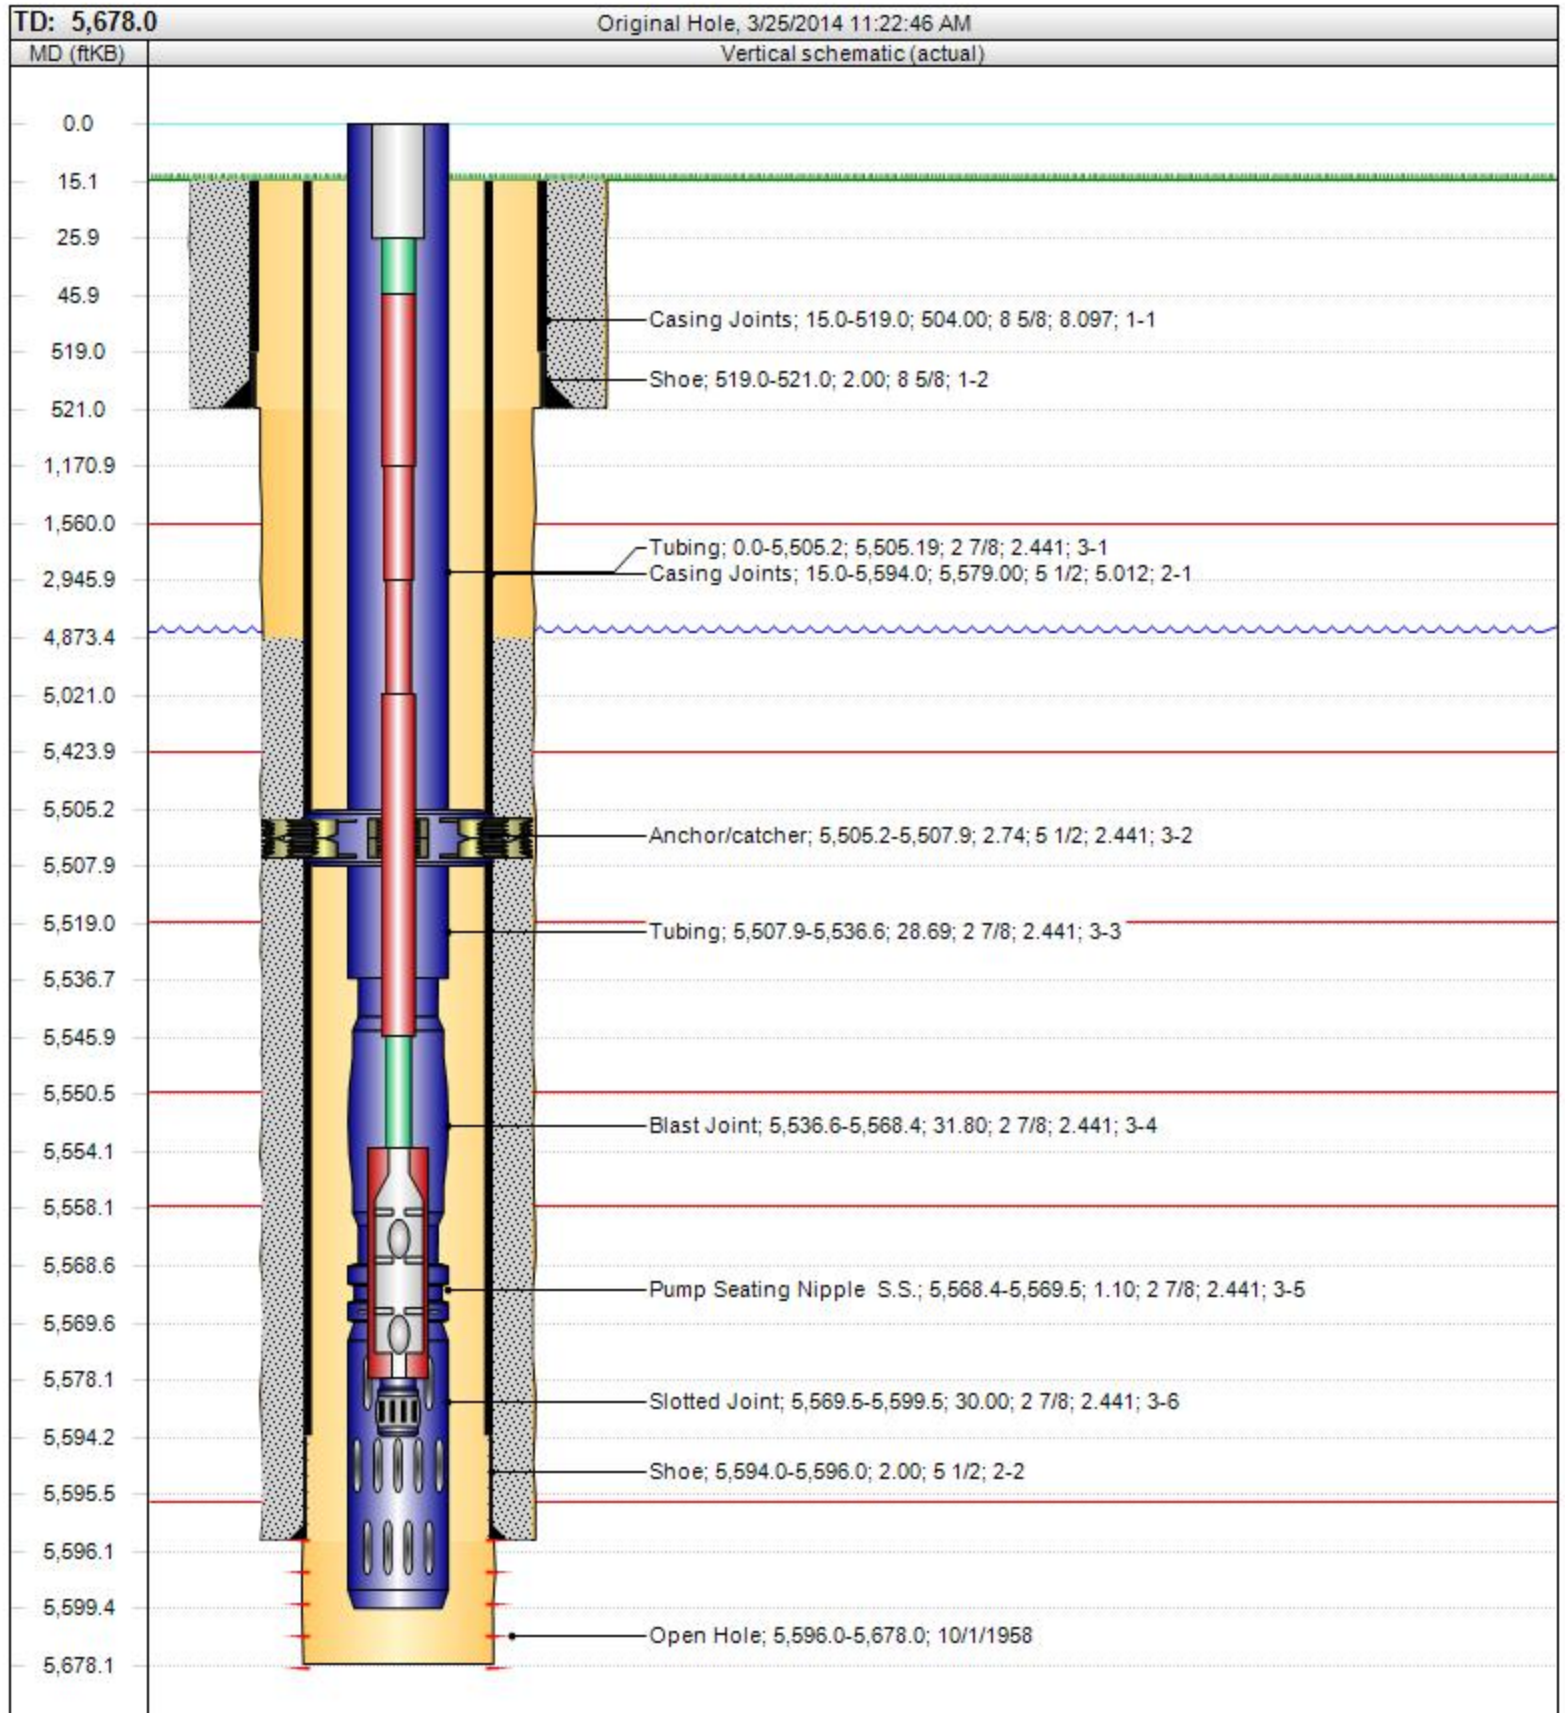 TD: 5,678.0
Original Hole, 3/25/2014 11:22:46 AM
MD (ftKB)
Vertical schematic (actual)
0.0
15.1
25.9
45.9
Casing Joints; 15.0-519.0; 504.00; 8 5/8; 8.097; 1-1
519.0
Shoe; 519.0-521.0; 2.00; 8 5/8; 1-2
521.0
1,170.9
1,560.0
Tubing; 0.0-5,505.2; 5,505.19; 2 7/8; 2.441; 3-1
2,945.9
Casing Joints; 15.0-5,594.0; 5,579.00; 5 1/2; 5.012; 2-1
4,873.4
5,021.0
5,423.9
5,505.2
Anchor/catcher; 5,505.2-5,507.9; 2.74; 5 1/2; 2.441; 3-2
5,507.9
5,519.0
Tubing; 5,507.9-5,536.6; 28.69; 2 7/8; 2.441; 3-3
5,536.7
5,545.9
5,550.5
Blast Joint; 5,536.6-5,568.4; 31.80; 2 7/8; 2.441; 3-4
5,554.1
5,558.1
5,568.6
Pump Seating Nipple  S.S.; 5,568.4-5,569.5; 1.10; 2 7/8; 2.441; 3-5
5,569.6
5,578.1
Slotted Joint; 5,569.5-5,599.5; 30.00; 2 7/8; 2.441; 3-6
5,594.2
Shoe; 5,594.0-5,596.0; 2.00; 5 1/2; 2-2
5,595.5
5,596.1
5,599.4
Open Hole; 5,596.0-5,678.0; 10/1/1958
5,678.1